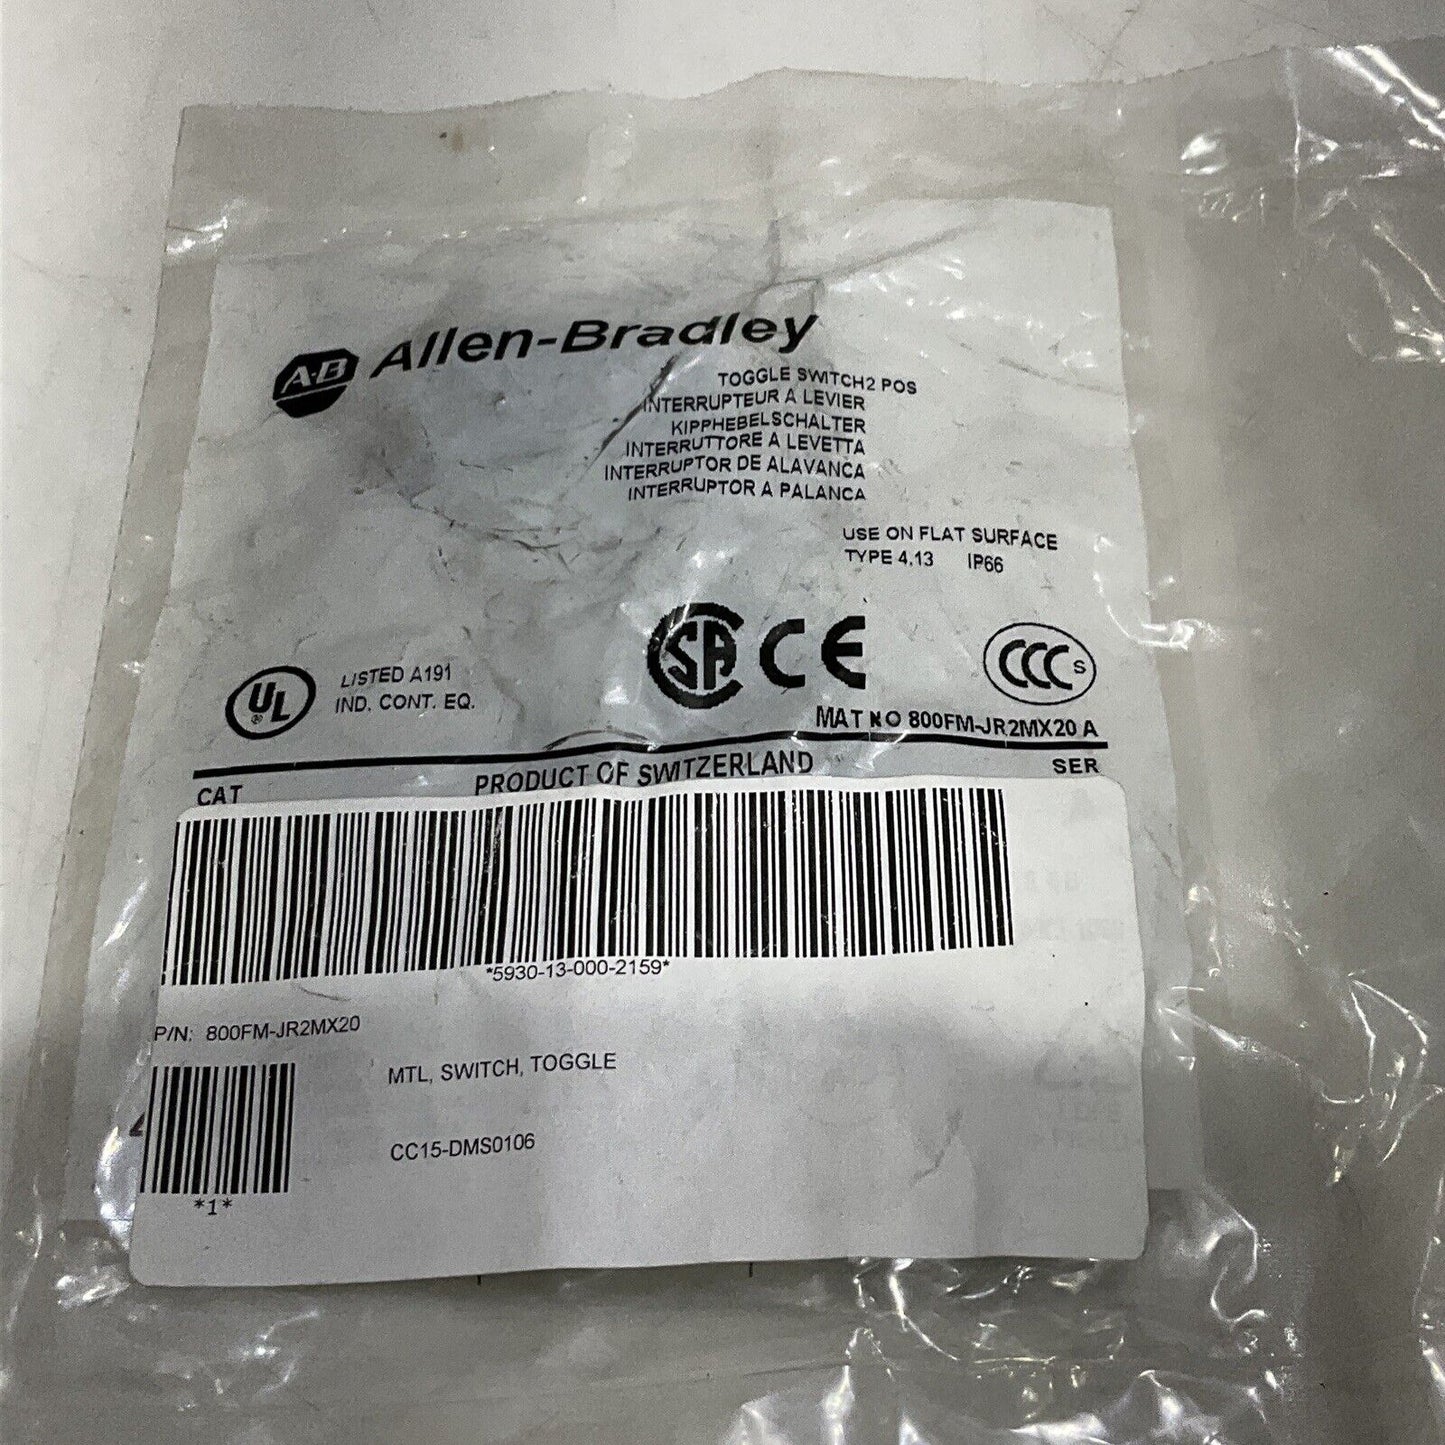 A-B Allen-Bradley
TOGGLE SWITCH2 POS
INTERRUPTEUR A LEVIER
KIPPHEBELSCHALTER
INTERRUTTORE A LEVETTA
INTERRUPTOR DE ALAVANCA
INTERRUPTOR A PALANCA
USE ON FLAT SURFACE
TYPE 4,13 IP66
UL ® LISTED A191
IND. CONT. EQ.
SA CE CCC S
MAT NO 800FM-JR2MX20 A
CAT PRODUCT OF SWITZERLAND SER
*5930-13-000-2159*
P/N: 800FM-JR2MX20
MTL, SWITCH, TOGGLE
CC15-DMS0106
*1*